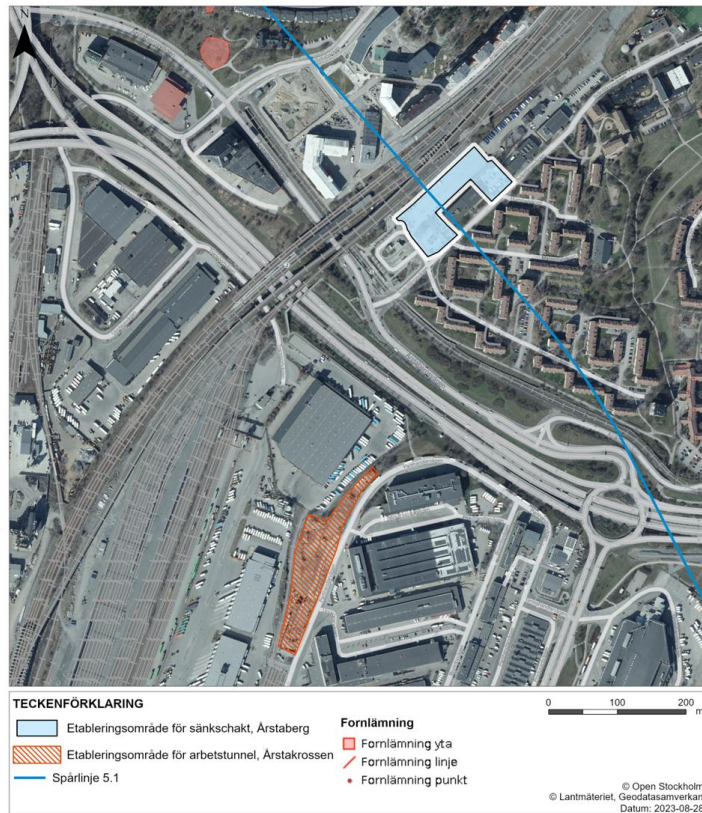 N
TECKENFÖRKLARING
Etableringsområde för sänkschakt, Årstaberg
Etableringsområde för arbetstunnel, Årstakrossen
Spårlinje 5.1
Fornlämning
Fornlämning yta
Fornlämning linje
Fornlämning punkt
0 100 200
m
© Open Stockholm
© Lantmäteriet, Geodatasamverkan
Datum: 2023-08-28